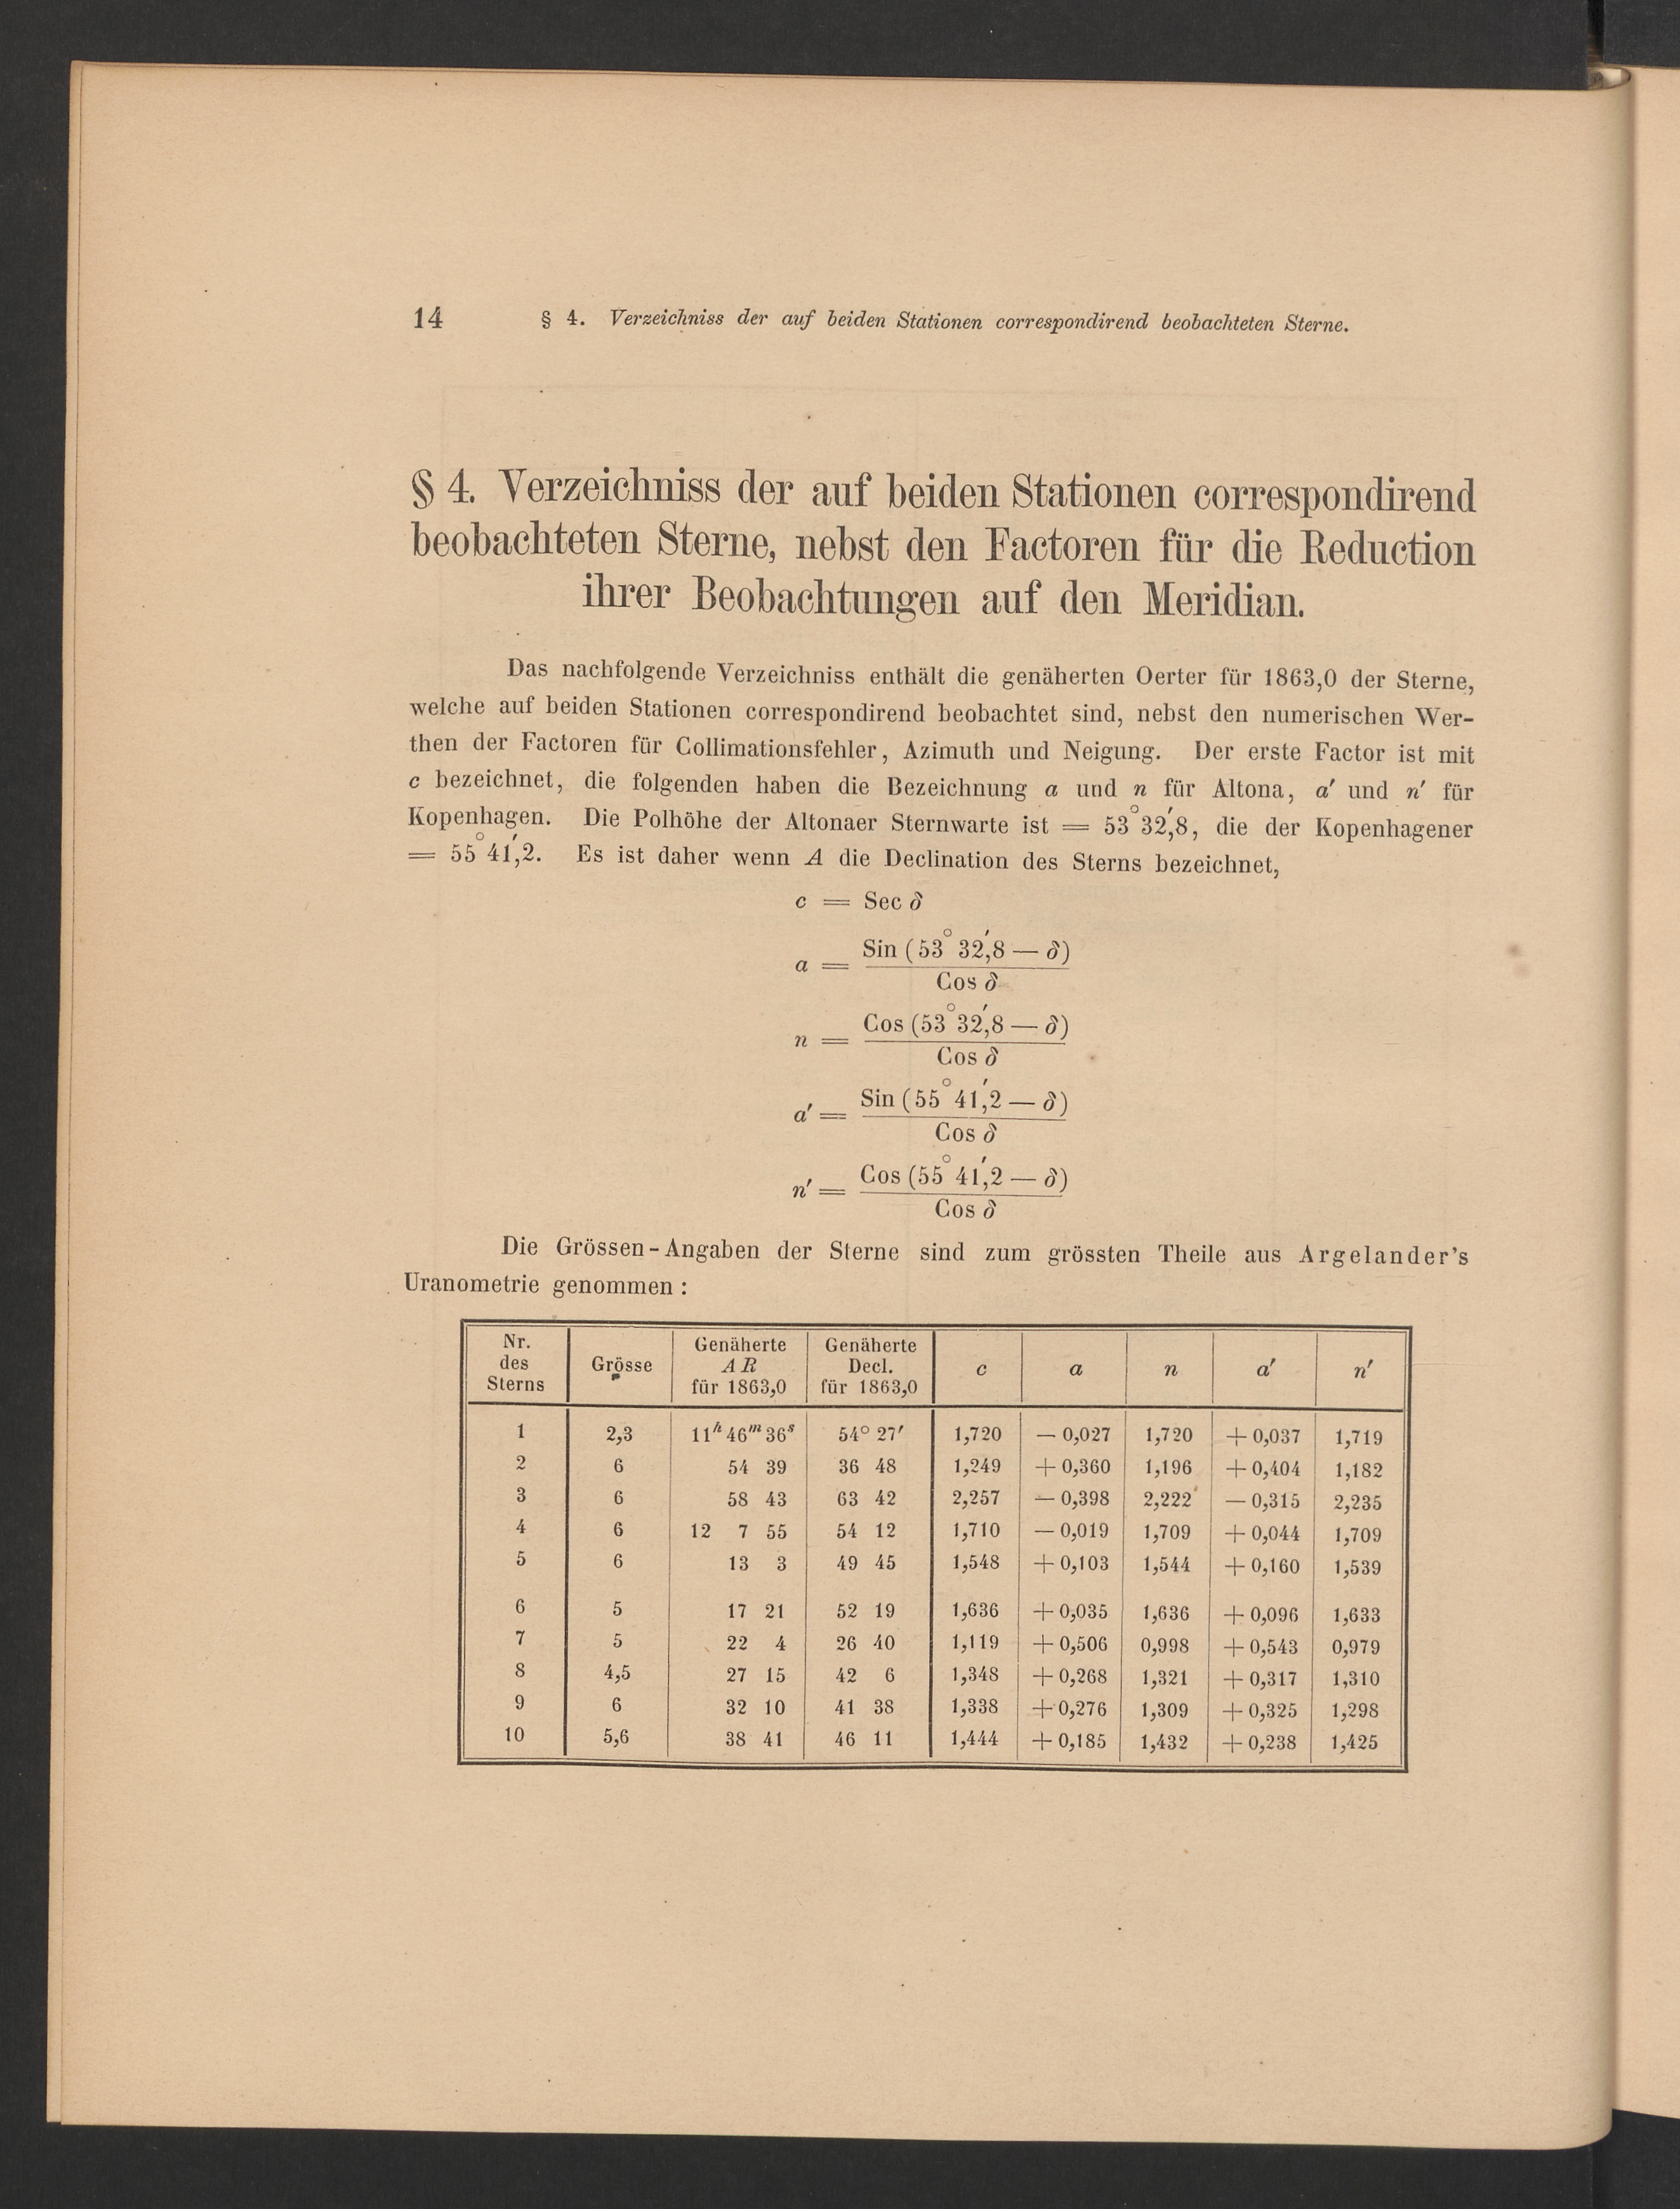 14 § 4. Verzeichniss der auf beiden Stationen correspondirend beobachteten Sterne.
§ 4. Verzeichniss der auf beiden Stationen correspondirend
beobachteten Sterne, nebst den Factoren für die Reduction
ihrer Beobachtungen auf den Meridian.
Das nachfolgende Verzeichniss enthält die genäherten Oerter für 1863,0 der Sterne,
welche auf beiden Stationen correspondirend beobachtet sind, nebst den numerischen Wer-
then der Factoren für Collimationsfehler, Azimuth und Neigung. Der erste Factor ist mit
c bezeichnet, die folgenden haben die Bezeichnung a und n für Altona, a′ und n′ für
Kopenhagen. Die Polhöhe der Altonaer Sternwarte ist = 53° 32′,8, die der Kopenhagener
= 55° 41′,2. Es ist daher wenn A die Declination des Sterns bezeichnet,
c = Sec δ
a = Sin (53° 32′,8 — δ)
Cos δ
n = Cos (53° 32′,8 — δ)
Cos δ
a′ = Sin (55° 41′,2 — δ)
Cos δ
n′ = Cos (55° 41′,2 — δ)
Cos δ
Die Grössen-Angaben der Sterne sind zum grössten Theile aus Argelander's
Uranometrie genommen :
Nr. des Sterns | Grösse | Genäherte AR für 1863,0 | Genäherte Decl. für 1863,0 | c | a | n | a′ | n′
1 2,3 11h 46m 36s 54° 27′ 1,720 — 0,027 1,720 + 0,037 1,719
2 6 54 39 36 48 1,249 + 0,360 1,196 + 0,404 1,182
3 6 58 43 63 42 2,257 — 0,398 2,222 — 0,315 2,235
4 6 12 7 55 54 12 1,710 — 0,019 1,709 + 0,044 1,709
5 6 13 3 49 45 1,548 + 0,103 1,544 + 0,160 1,539
6 5 17 21 52 19 1,636 + 0,035 1,636 + 0,096 1,633
7 5 22 4 26 40 1,119 + 0,506 0,998 + 0,543 0,979
8 4,5 27 15 42 6 1,348 + 0,268 1,321 + 0,317 1,310
9 6 32 10 41 38 1,338 + 0,276 1,309 + 0,325 1,298
10 5,6 38 41 46 11 1,444 + 0,185 1,432 + 0,238 1,425